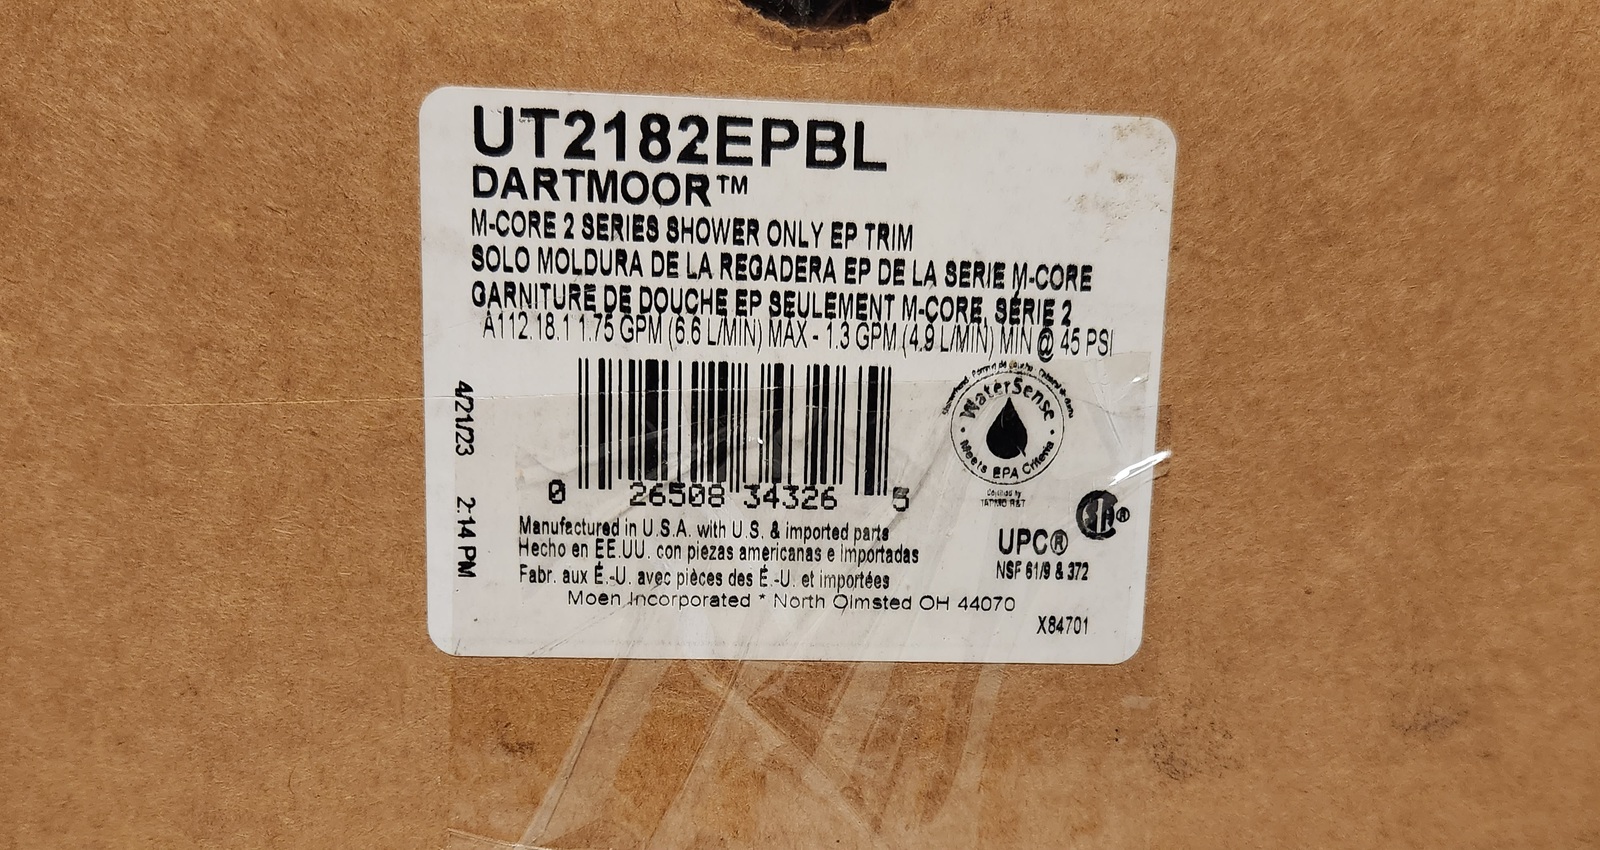 UT2182EPBL
DARTMOOR™
M-CORE 2 SERIES SHOWER ONLY EP TRIM
SOLO MOLDURA DE LA REGADERA EP DE LA SERIE M-CORE
GARNITURE DE DOUCHE EP SEULEMENT M-CORE, SÉRIE 2
A112.18.1 1.75 GPM (6.6 L/MIN) MAX - 1.3 GPM (4.9 L/MIN) MIN @ 45 PSI
4/21/23 2:14 PM
0 26508 34326 5
WaterSense
Meets EPA Criteria
Certified by
IAPMO R&T
SA®
UPC®
NSF 61/9 & 372
Manufactured in U.S.A. with U.S. & imported parts
Hecho en EE.UU. con piezas americanas e importadas
Fabr. aux É.-U. avec pièces des É.-U. et importées
Moen Incorporated * North Olmsted OH 44070
X84701